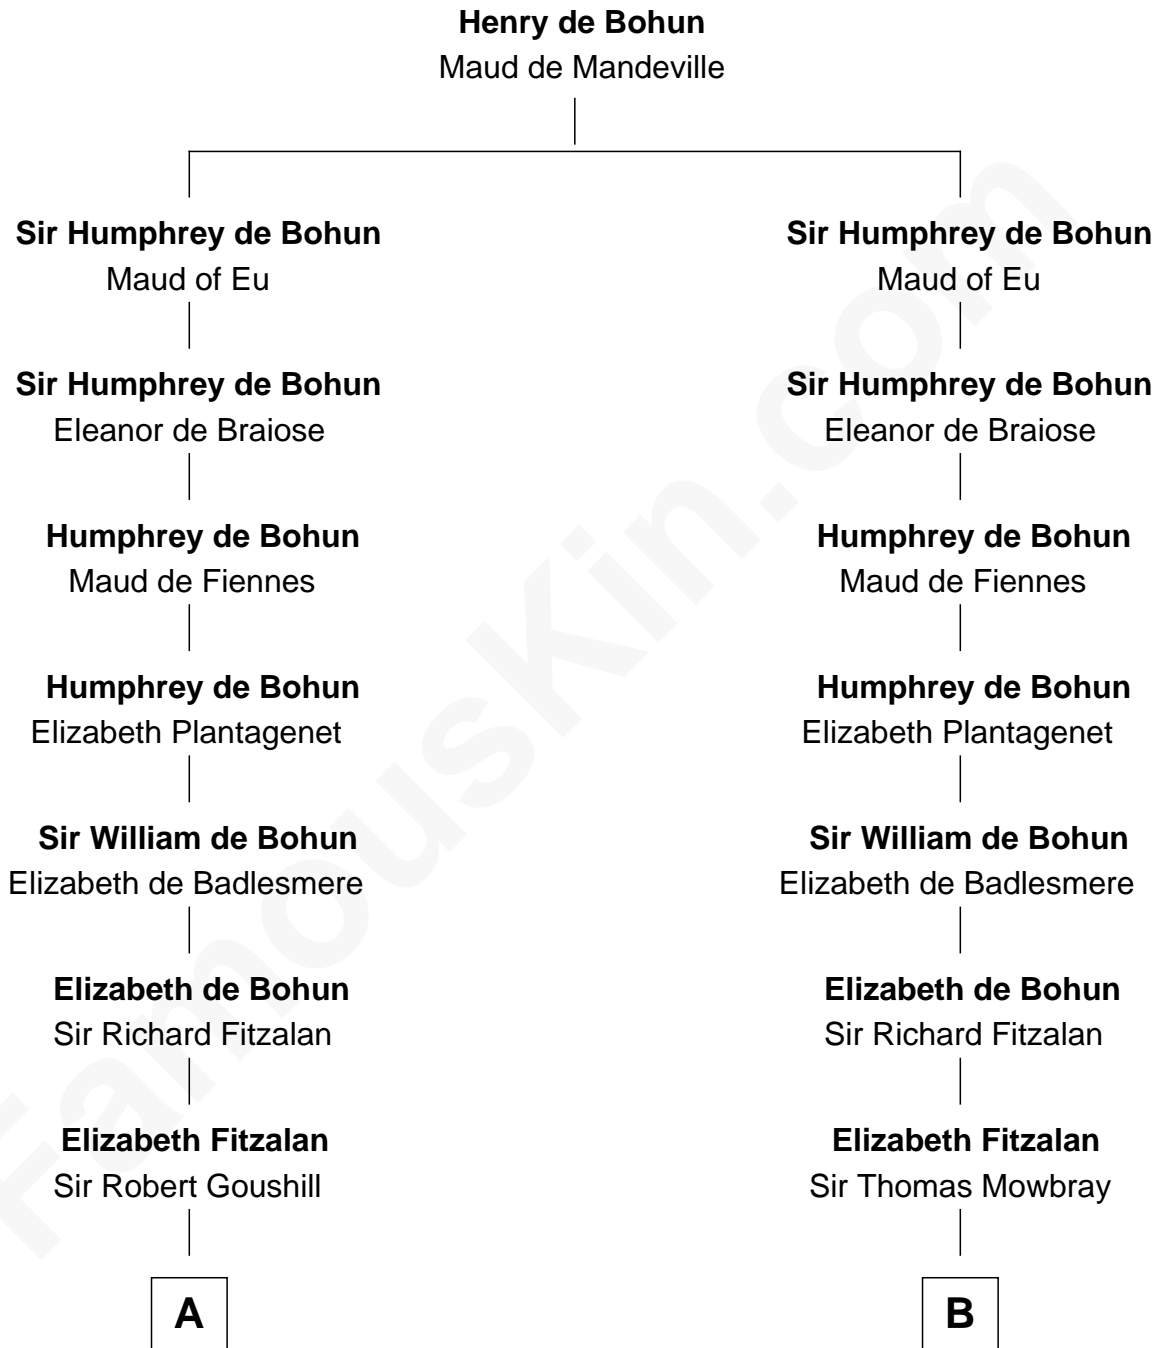 Henry de Bohun
Maud de Mandeville
Sir Humphrey de Bohun
Maud of Eu
Sir Humphrey de Bohun
Eleanor de Braiose
Humphrey de Bohun
Maud de Fiennes
Humphrey de Bohun
Elizabeth Plantagenet
Sir William de Bohun
Elizabeth de Badlesmere
Elizabeth de Bohun
Sir Richard Fitzalan
Elizabeth Fitzalan
Sir Robert Goushill
A
Sir Humphrey de Bohun
Maud of Eu
Sir Humphrey de Bohun
Eleanor de Braiose
Humphrey de Bohun
Maud de Fiennes
Humphrey de Bohun
Elizabeth Plantagenet
Sir William de Bohun
Elizabeth de Badlesmere
Elizabeth de Bohun
Sir Richard Fitzalan
Elizabeth Fitzalan
Sir Thomas Mowbray
B
FamousKin.com